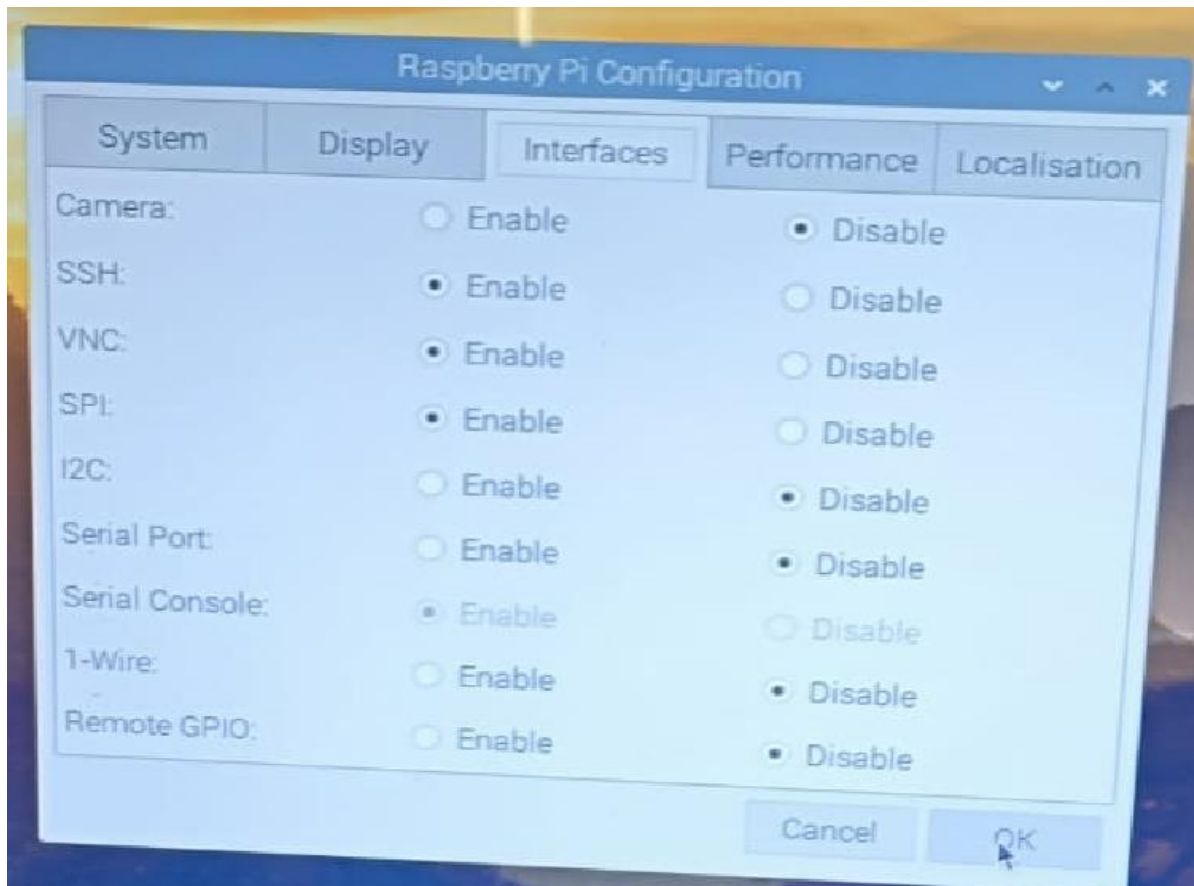 Raspberry Pi Configuration
System Display Interfaces Performance Localisation
Camera: Enable Disable
SSH: Enable Disable
VNC: Enable Disable
SPI: Enable Disable
I2C: Enable Disable
Serial Port: Enable Disable
Serial Console: Enable Disable
1-Wire: Enable Disable
Remote GPIO: Enable Disable
Cancel OK